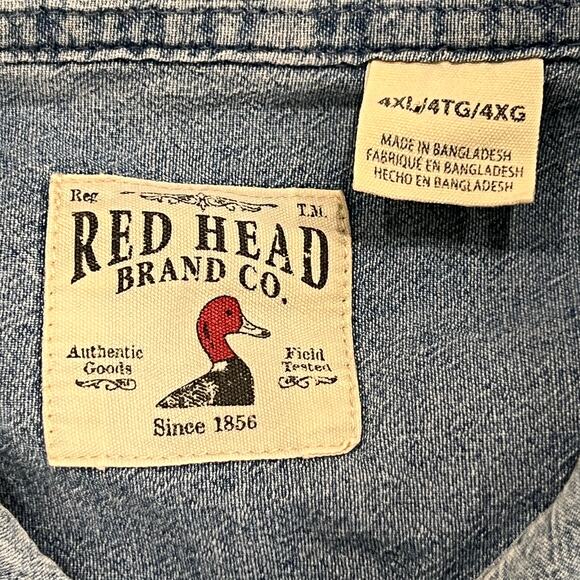 4XL/4TG/4XG
MADE IN BANGLADESH
FABRIQUE EN BANGLADESH
HECHO EN BANGLADESH
Reg. T.M.
RED HEAD
BRAND CO.
Authentic Field
Goods Tested
Since 1856